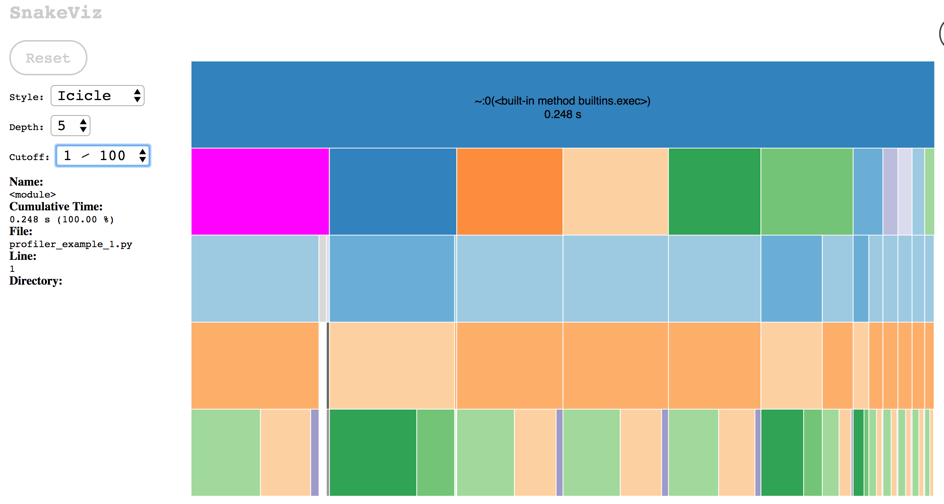 SnakeViz
Reset
Style: Icicle
Depth: 5
Cutoff: 1 / 100
Name:
<module>
Cumulative Time:
0.248 s (100.00 %)
File:
profiler_example_1.py
Line:
1
Directory:
~:0(<built-in method builtins.exec>)
0.248 s